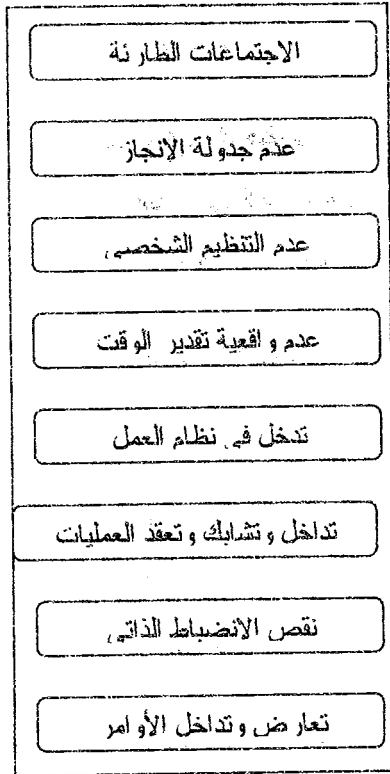 الاجتماعات الطارئة
عدم جدولة الإنجاز
عدم التنظيم الشخصي
عدم واقعية تقدير الوقت
تدخل في نظام العمل
تداخل وتشابك وتعقد العمليات
نقص الانضباط الذاتي
تعارض وتداخل الأوامر